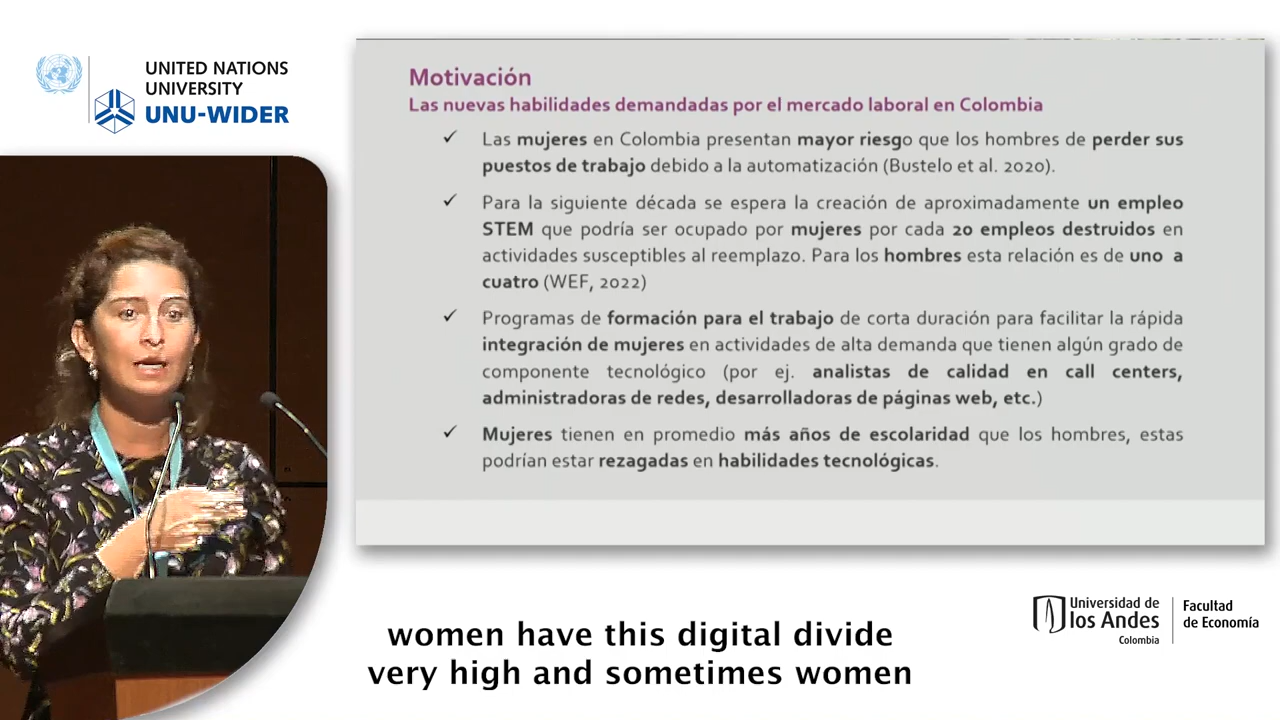 UNITED NATIONS
UNIVERSITY
UNU-WIDER
Motivación
Las nuevas habilidades demandadas por el mercado laboral en Colombia
✓ Las mujeres en Colombia presentan mayor riesgo que los hombres de perder sus
puestos de trabajo debido a la automatización (Bustelo et al. 2020).
✓ Para la siguiente década se espera la creación de aproximadamente un empleo
STEM que podría ser ocupado por mujeres por cada 20 empleos destruidos en
actividades susceptibles al reemplazo. Para los hombres esta relación es de uno a
cuatro (WEF, 2022)
✓ Programas de formación para el trabajo de corta duración para facilitar la rápida
integración de mujeres en actividades de alta demanda que tienen algún grado de
componente tecnológico (por ej. analistas de calidad en call centers,
administradoras de redes, desarrolladoras de páginas web, etc.)
✓ Mujeres tienen en promedio más años de escolaridad que los hombres, estas
podrían estar rezagadas en habilidades tecnológicas.
Universidad de
los Andes
Colombia
Facultad
de Economía
women have this digital divide
very high and sometimes women